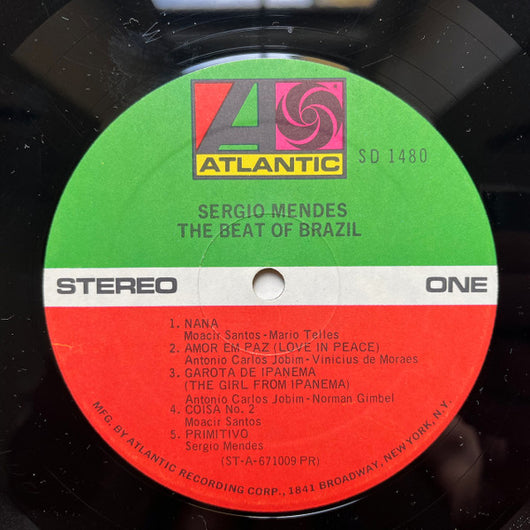 ATLANTIC
SD 1480
SERGIO MENDES
THE BEAT OF BRAZIL
STEREO ONE
1. NANA
Moacir Santos-Mario Telles
2. AMOR EM PAZ (LOVE IN PEACE)
Antonio Carlos Jobim-Vinicius de Moraes
3. GAROTA DE IPANEMA
(THE GIRL FROM IPANEMA)
Antonio Carlos Jobim-Norman Gimbel
4. COISA No. 2
Moacir Santos
5. PRIMITIVO
Sergio Mendes
(ST-A-671009 PR)
MFG. BY ATLANTIC RECORDING CORP., 1841 BROADWAY, NEW YORK, N.Y.